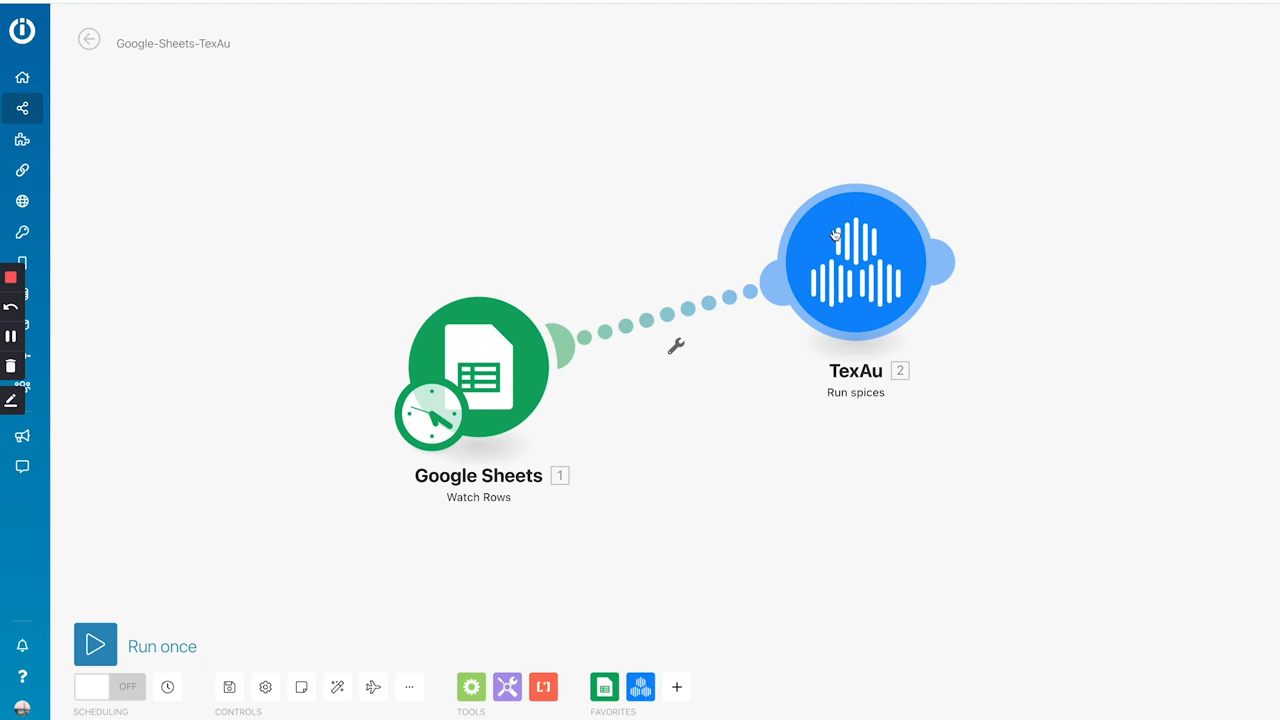 Google-Sheets-TexAu
TexAu 2
Run spices
Google Sheets 1
Watch Rows
Run once
OFF
SCHEDULING
CONTROLS
TOOLS
FAVORITES